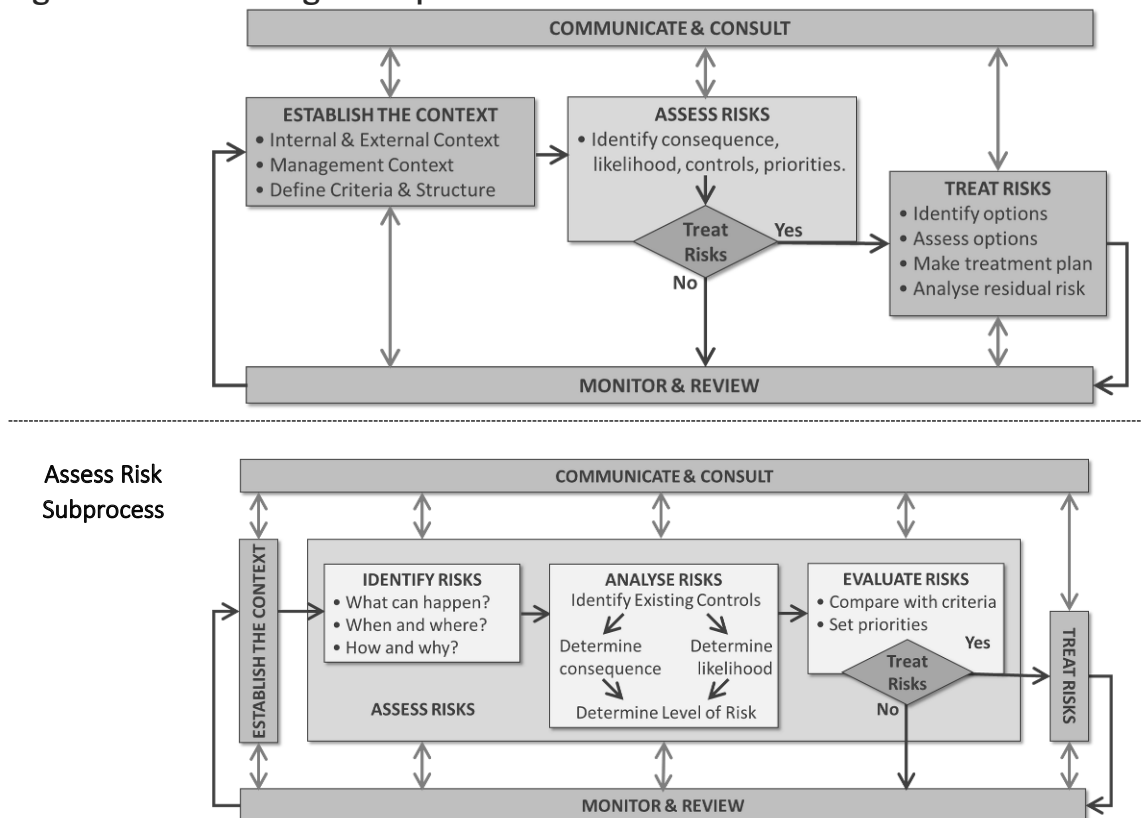 COMMUNICATE & CONSULT
ESTABLISH THE CONTEXT
• Internal & External Context
• Management Context
• Define Criteria & Structure
ASSESS RISKS
• Identify consequence,
likelihood, controls, priorities.
Treat
Risks
Yes
No
TREAT RISKS
• Identify options
• Assess options
• Make treatment plan
• Analyse residual risk
MONITOR & REVIEW
Assess Risk
Subprocess
COMMUNICATE & CONSULT
ESTABLISH THE CONTEXT
IDENTIFY RISKS
• What can happen?
• When and where?
• How and why?
ASSESS RISKS
ANALYSE RISKS
Identify Existing Controls
Determine
consequence
Determine
likelihood
Determine Level of Risk
EVALUATE RISKS
• Compare with criteria
• Set priorities
Treat
Risks
Yes
No
TREAT RISKS
MONITOR & REVIEW